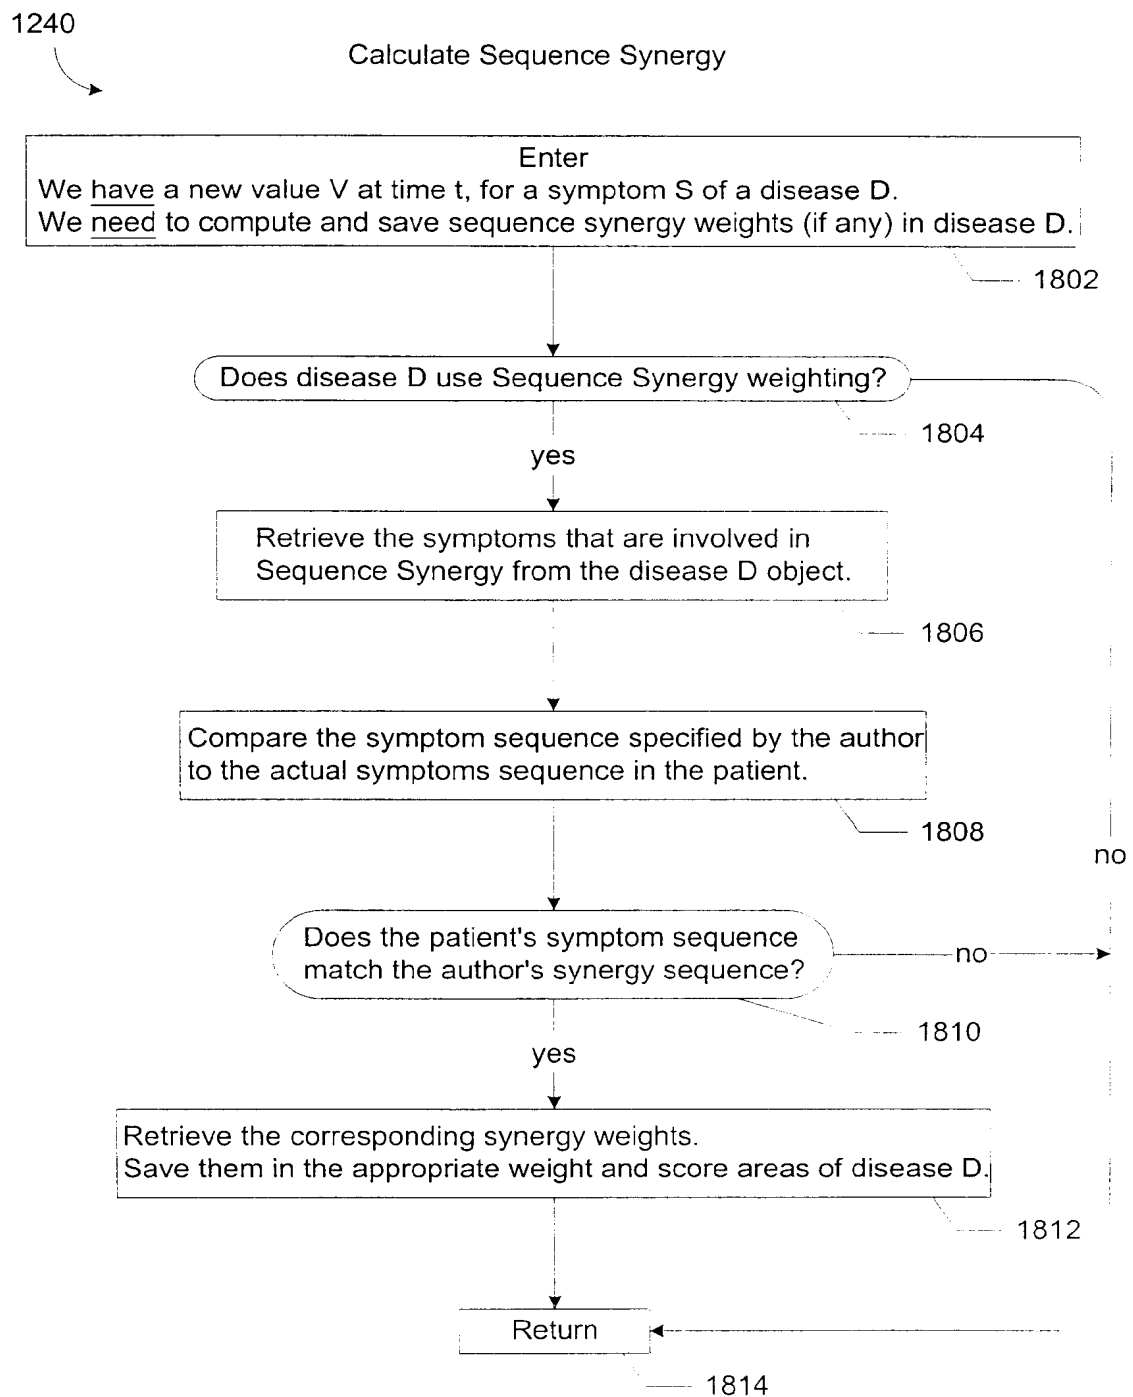 1240
Calculate Sequence Synergy
Enter
We have a new value V at time t, for a symptom S of a disease D.
We need to compute and save sequence synergy weights (if any) in disease D.
1802
Does disease D use Sequence Synergy weighting?
1804
yes
Retrieve the symptoms that are involved in
Sequence Synergy from the disease D object.
1806
Compare the symptom sequence specified by the author
to the actual symptoms sequence in the patient.
1808
no
Does the patient's symptom sequence
match the author's synergy sequence?
no
1810
yes
Retrieve the corresponding synergy weights.
Save them in the appropriate weight and score areas of disease D.
1812
Return
1814